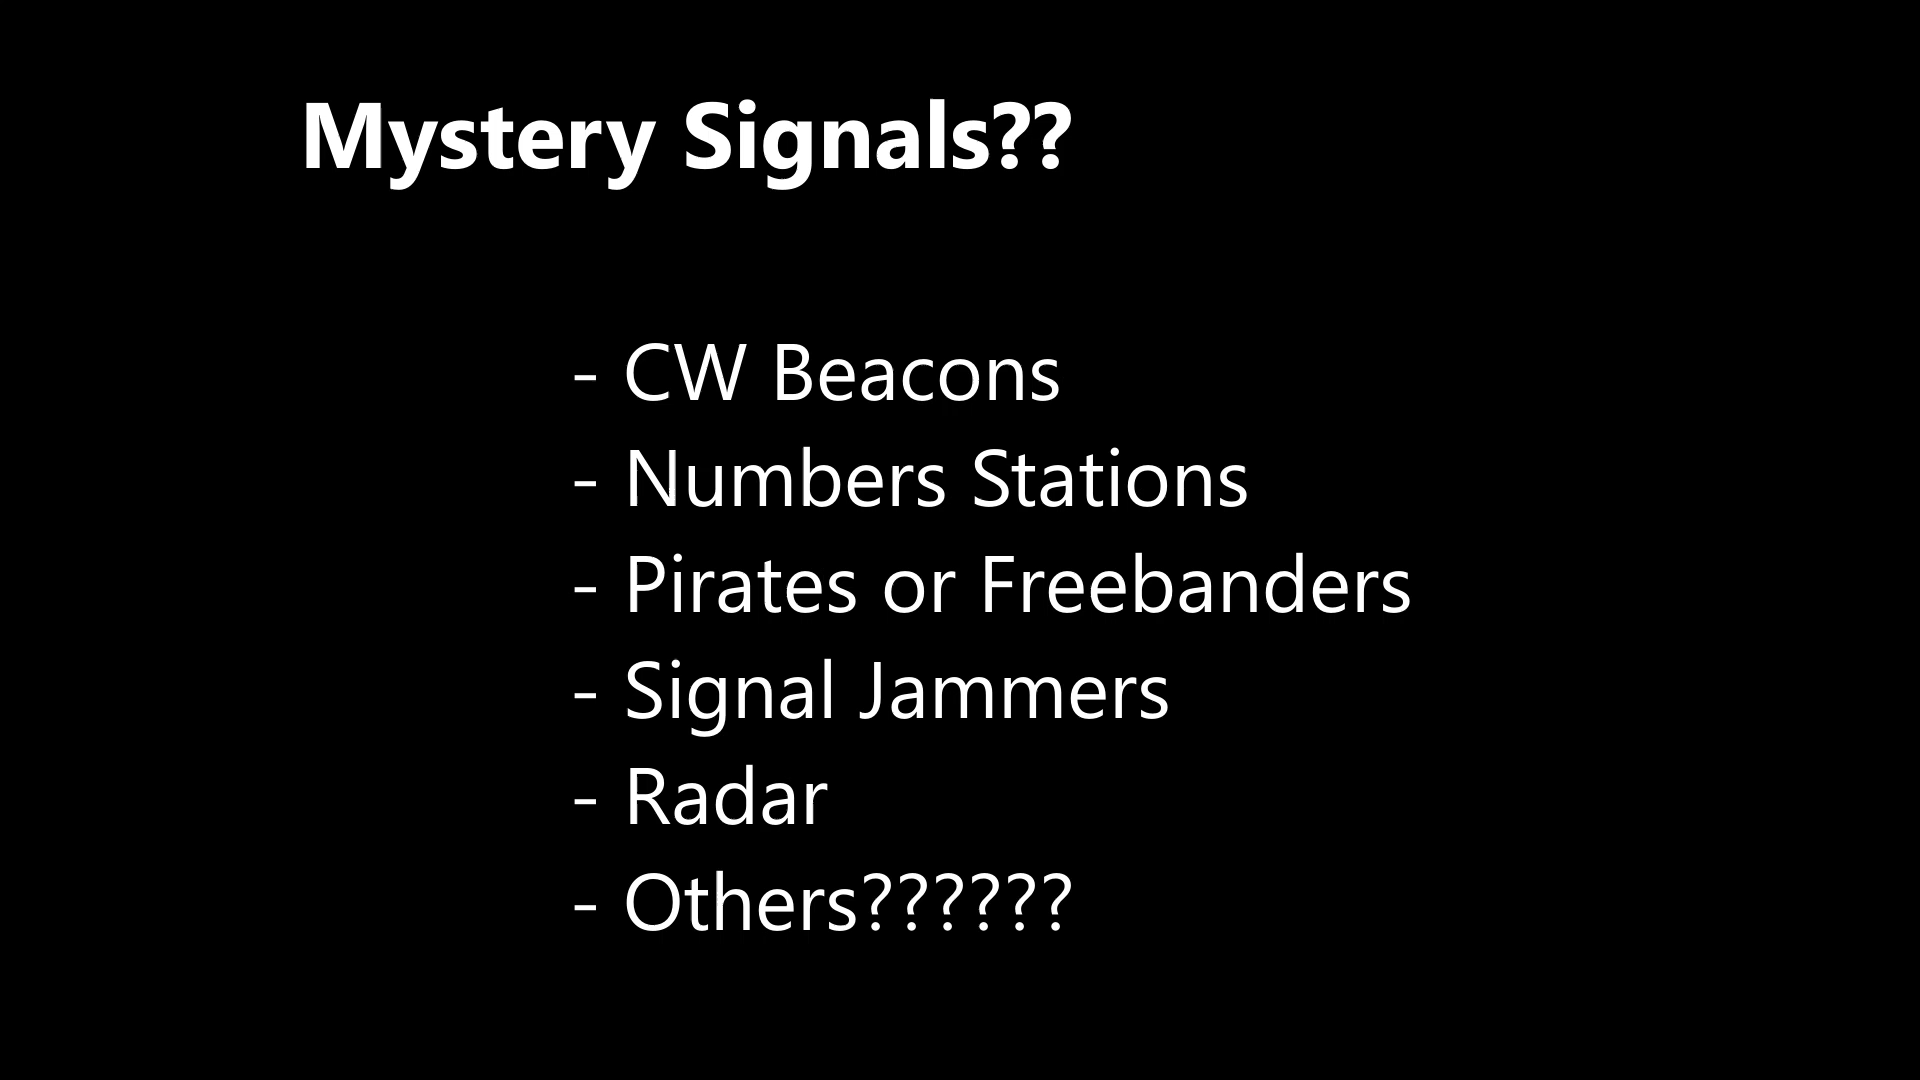 Mystery Signals??
- CW Beacons
- Numbers Stations
- Pirates or Freebanders
- Signal Jammers
- Radar
- Others??????